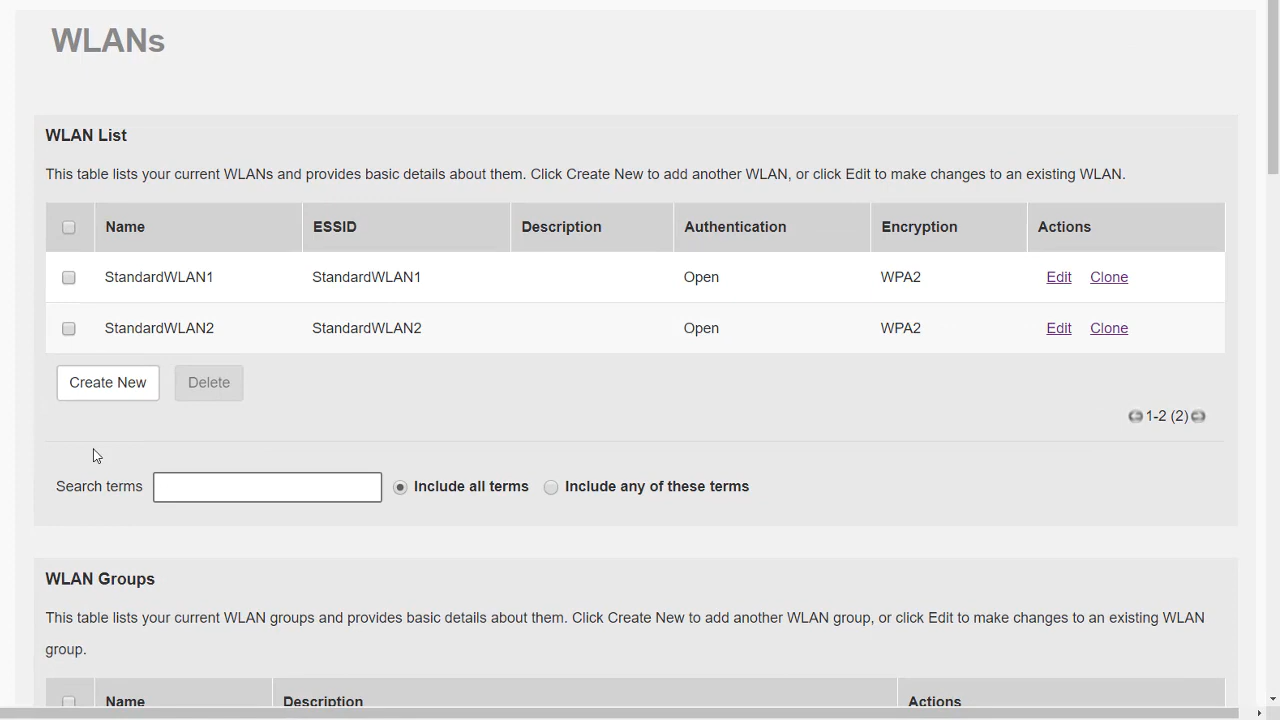 WLANs
WLAN List
This table lists your current WLANs and provides basic details about them. Click Create New to add another WLAN, or click Edit to make changes to an existing WLAN.
Name ESSID Description Authentication Encryption Actions
StandardWLAN1 StandardWLAN1 Open WPA2 Edit Clone
StandardWLAN2 StandardWLAN2 Open WPA2 Edit Clone
Create New Delete
1-2 (2)
Search terms Include all terms Include any of these terms
WLAN Groups
This table lists your current WLAN groups and provides basic details about them. Click Create New to add another WLAN group, or click Edit to make changes to an existing WLAN
group.
Name Description Actions